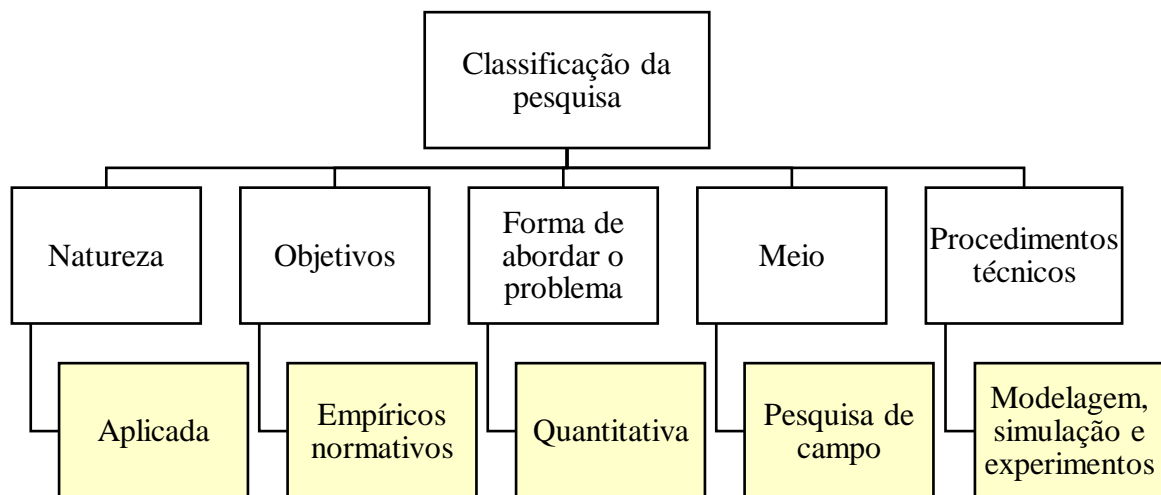 Classificação da
pesquisa
Natureza
Objetivos
Forma de
abordar o
problema
Meio
Procedimentos
técnicos
Aplicada
Empíricos
normativos
Quantitativa
Pesquisa de
campo
Modelagem,
simulação e
experimentos